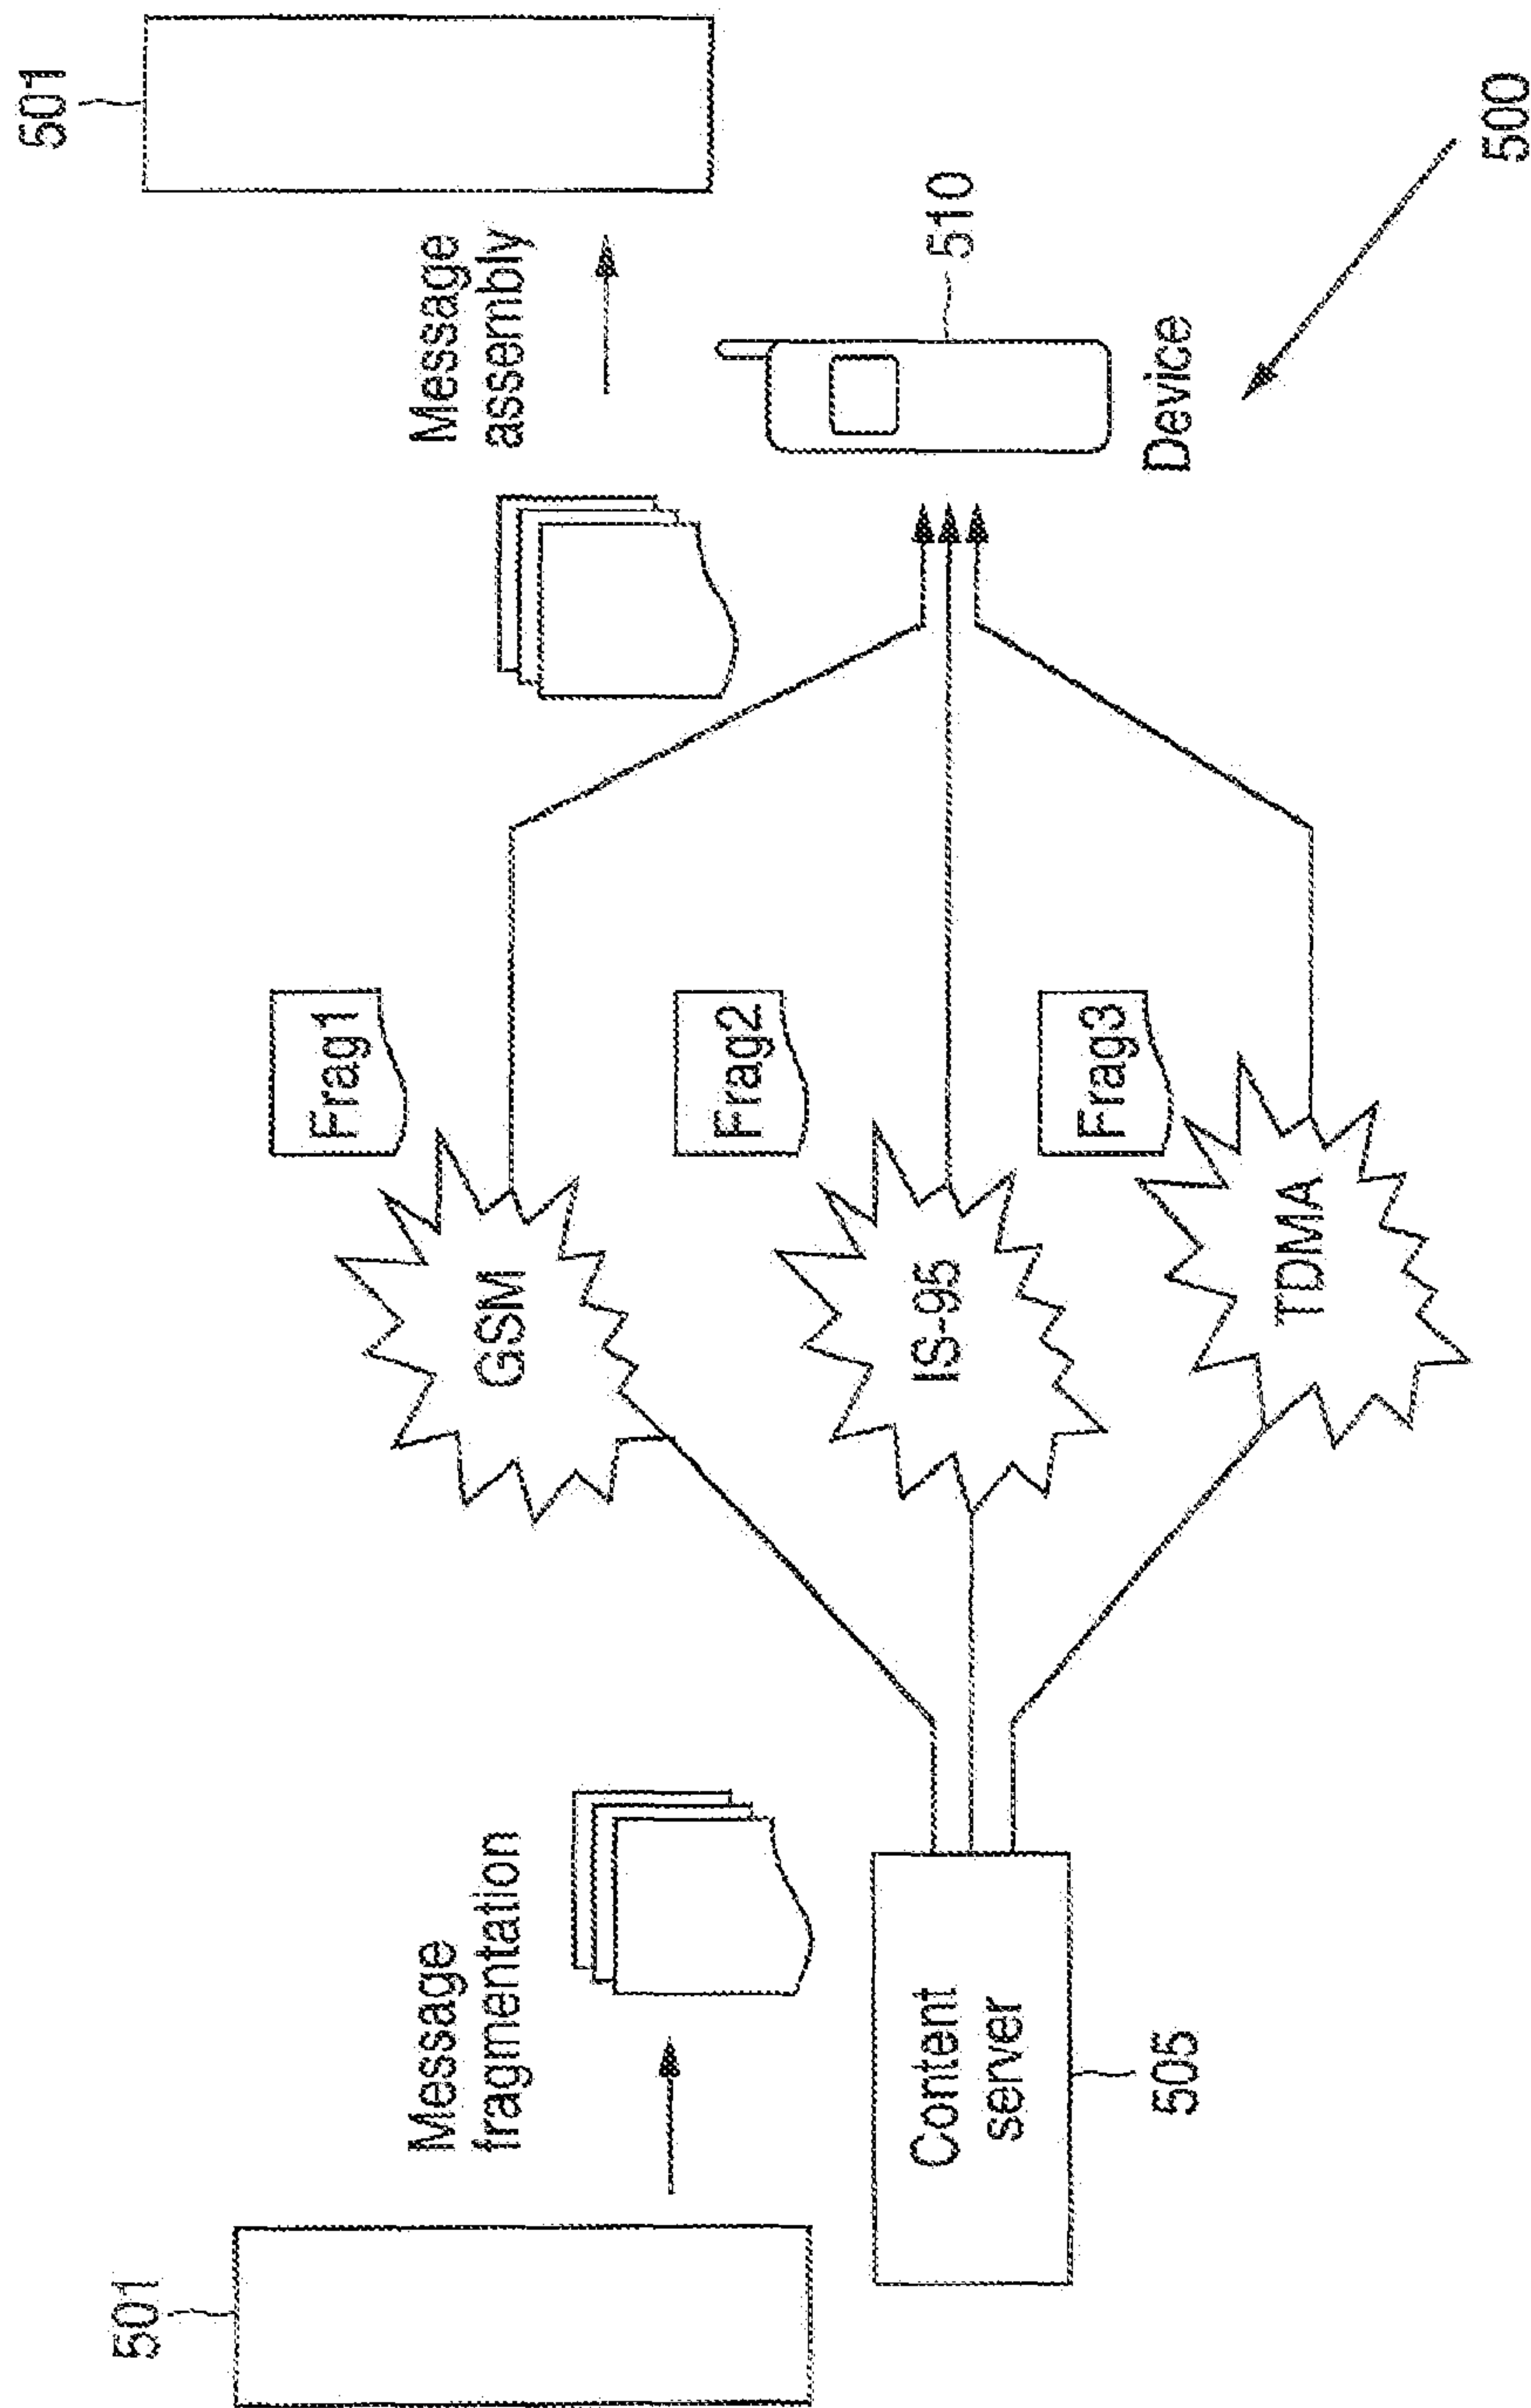 501
Message
fragmentation
Content
server
505
GSM
IS-95
TDMA
Frag1
Frag2
Frag3
Message
assembly
501
510
Device
500